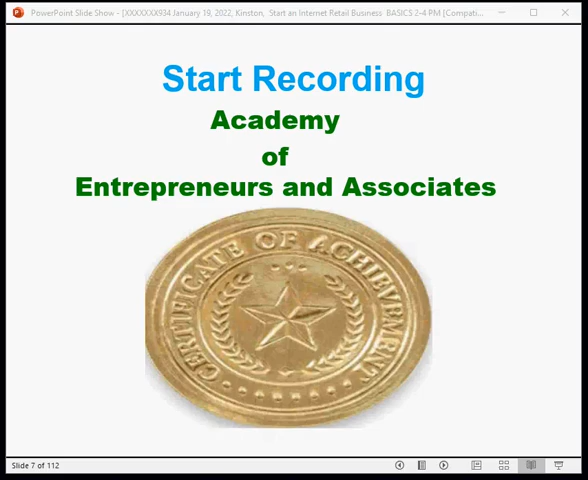 PowerPoint Slide Show - [XXXXXXX934 January 19, 2022, Kinston, Start an Internet Retail Business BASICS 2-4 PM [Compati...
Start Recording
Academy
of
Entrepreneurs and Associates
CERTIFICATE OF ACHIEVEMENT
Slide 7 of 112